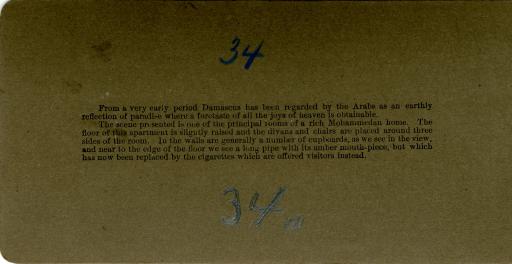 34
From a very early period Damascus has been regarded by the Arabs as an earthly
reflection of paradise where a foretaste of all the joys of heaven is obtainable.
The scene presented is one of the principal rooms of a rich Mohammedan home. The
floor of this apartment is slightly raised and the divans and chairs are placed around three
sides of the room. In the walls are generally a number of cupboards, as we see in the view,
and near to the edge of the floor we see a long pipe with its amber mouth-piece, but which
has now been replaced by the cigarettes which are offered visitors instead.
34